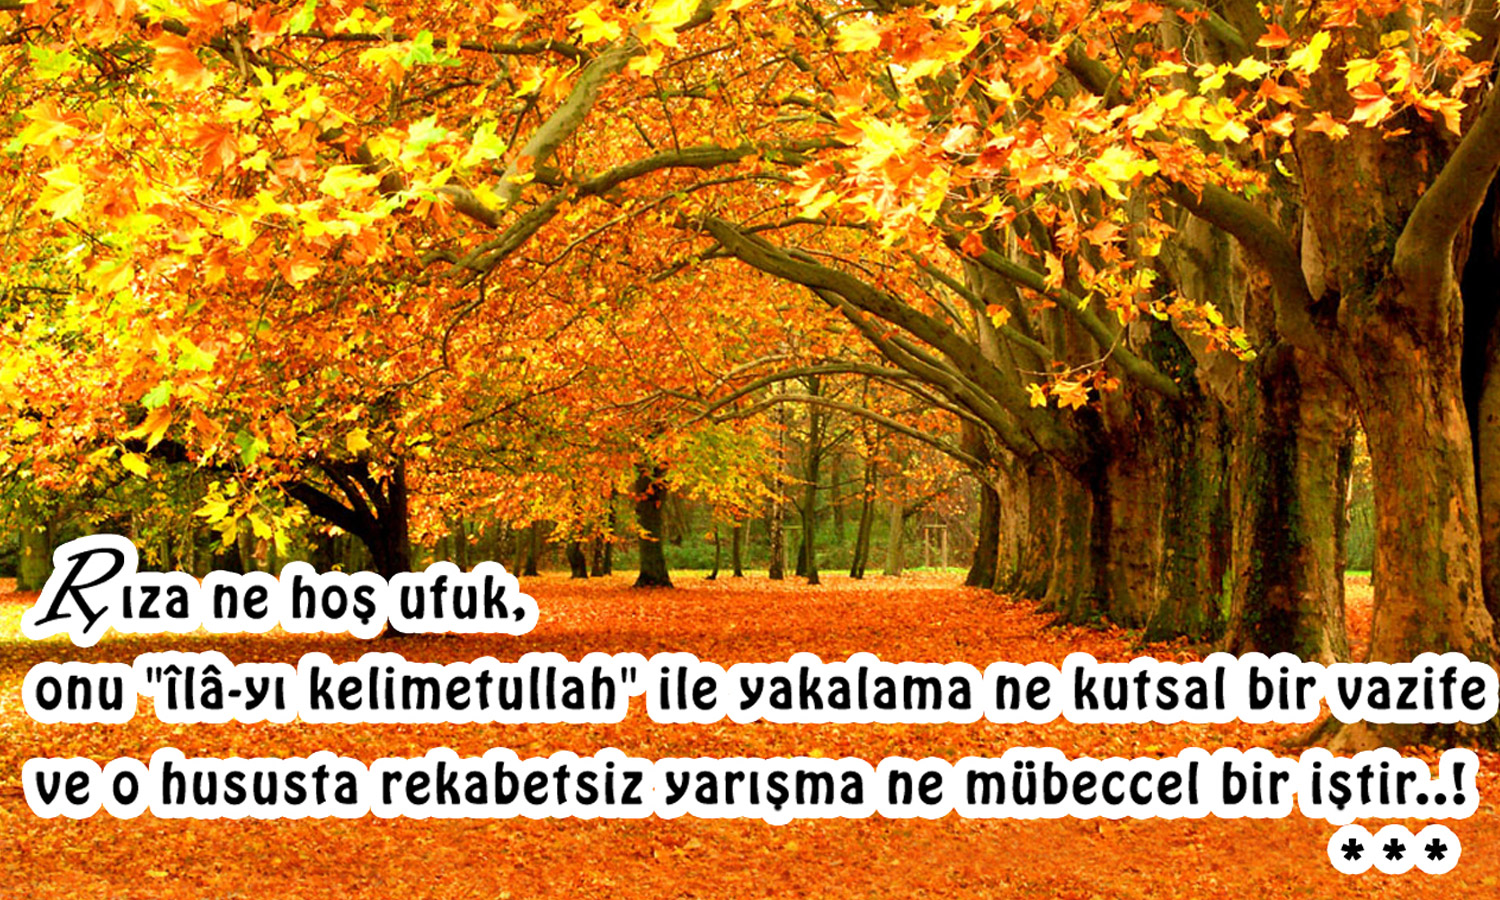 Rıza ne hoş ufuk,
onu "îlâ-yı kelimetullah" ile yakalama ne kutsal bir vazife
ve o hususta rekabetsiz yarışma ne mübeccel bir iştir..!
* * *